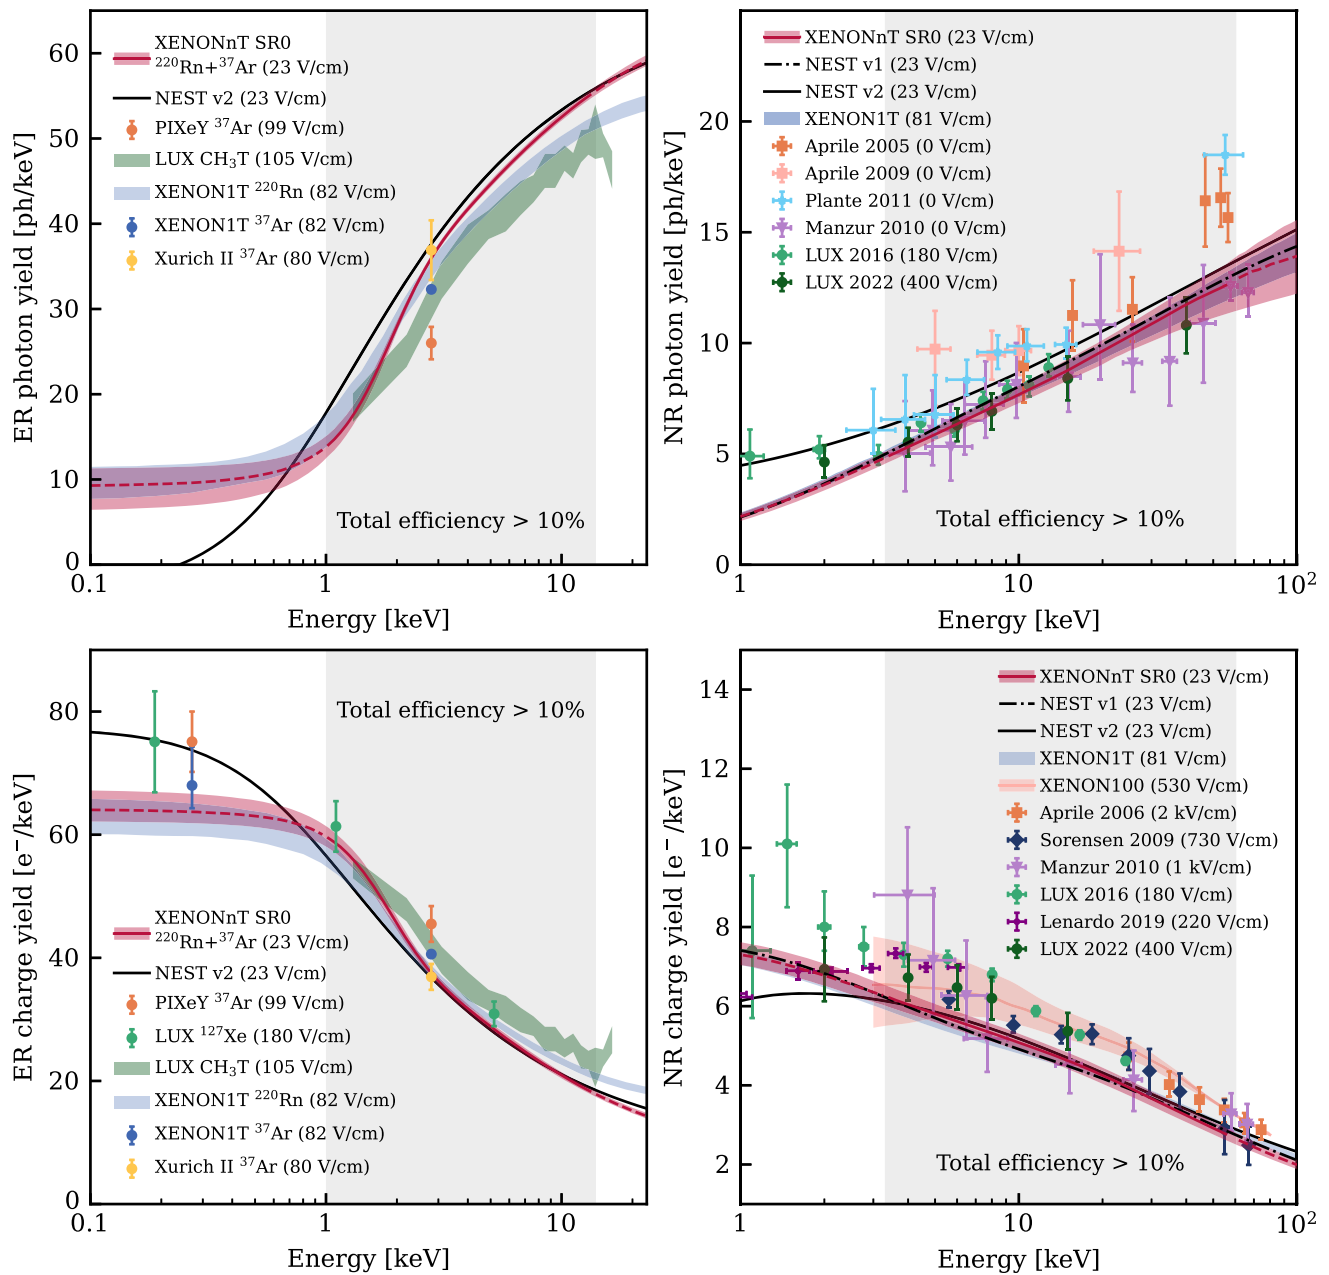 ER photon yield [ph/keV]
60
50
40
30
20
10
0
XENONnT SR0
²²⁰Rn+³⁷Ar (23 V/cm)
NEST v2 (23 V/cm)
PIXeY ³⁷Ar (99 V/cm)
LUX CH₃T (105 V/cm)
XENON1T ²²⁰Rn (82 V/cm)
XENON1T ³⁷Ar (82 V/cm)
Xurich II ³⁷Ar (80 V/cm)
Total efficiency > 10%
0.1
1
10
Energy [keV]
NR photon yield [ph/keV]
20
15
10
5
0
XENONnT SR0 (23 V/cm)
NEST v1 (23 V/cm)
NEST v2 (23 V/cm)
XENON1T (81 V/cm)
Aprile 2005 (0 V/cm)
Aprile 2009 (0 V/cm)
Plante 2011 (0 V/cm)
Manzur 2010 (0 V/cm)
LUX 2016 (180 V/cm)
LUX 2022 (400 V/cm)
Total efficiency > 10%
1
10
10²
Energy [keV]
ER charge yield [e⁻/keV]
80
60
40
20
0
Total efficiency > 10%
XENONnT SR0
²²⁰Rn+³⁷Ar (23 V/cm)
NEST v2 (23 V/cm)
PIXeY ³⁷Ar (99 V/cm)
LUX ¹²⁷Xe (180 V/cm)
LUX CH₃T (105 V/cm)
XENON1T ²²⁰Rn (82 V/cm)
XENON1T ³⁷Ar (82 V/cm)
Xurich II ³⁷Ar (80 V/cm)
0.1
1
10
Energy [keV]
NR charge yield [e⁻/keV]
14
12
10
8
6
4
2
XENONnT SR0 (23 V/cm)
NEST v1 (23 V/cm)
NEST v2 (23 V/cm)
XENON1T (81 V/cm)
XENON100 (530 V/cm)
Aprile 2006 (2 kV/cm)
Sorensen 2009 (730 V/cm)
Manzur 2010 (1 kV/cm)
LUX 2016 (180 V/cm)
Lenardo 2019 (220 V/cm)
LUX 2022 (400 V/cm)
Total efficiency > 10%
1
10
10²
Energy [keV]